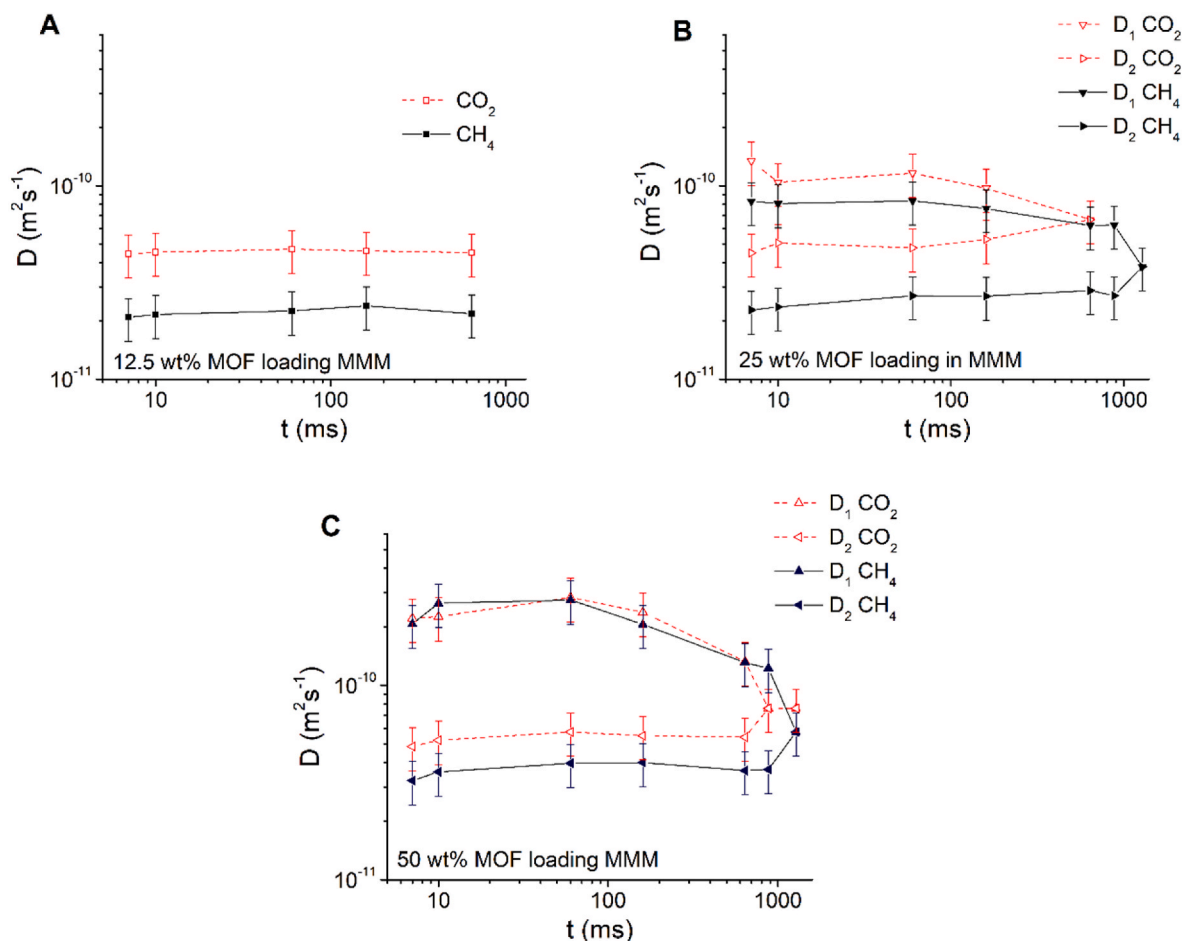 A
CO₂
CH₄
D (m²s⁻¹)
10⁻¹⁰
10⁻¹¹
12.5 wt% MOF loading MMM
10
100
1000
t (ms)
B
D₁ CO₂
D₂ CO₂
D₁ CH₄
D₂ CH₄
D (m²s⁻¹)
10⁻¹⁰
10⁻¹¹
25 wt% MOF loading in MMM
10
100
1000
t (ms)
C
D₁ CO₂
D₂ CO₂
D₁ CH₄
D₂ CH₄
D (m²s⁻¹)
10⁻¹⁰
10⁻¹¹
50 wt% MOF loading MMM
10
100
1000
t (ms)